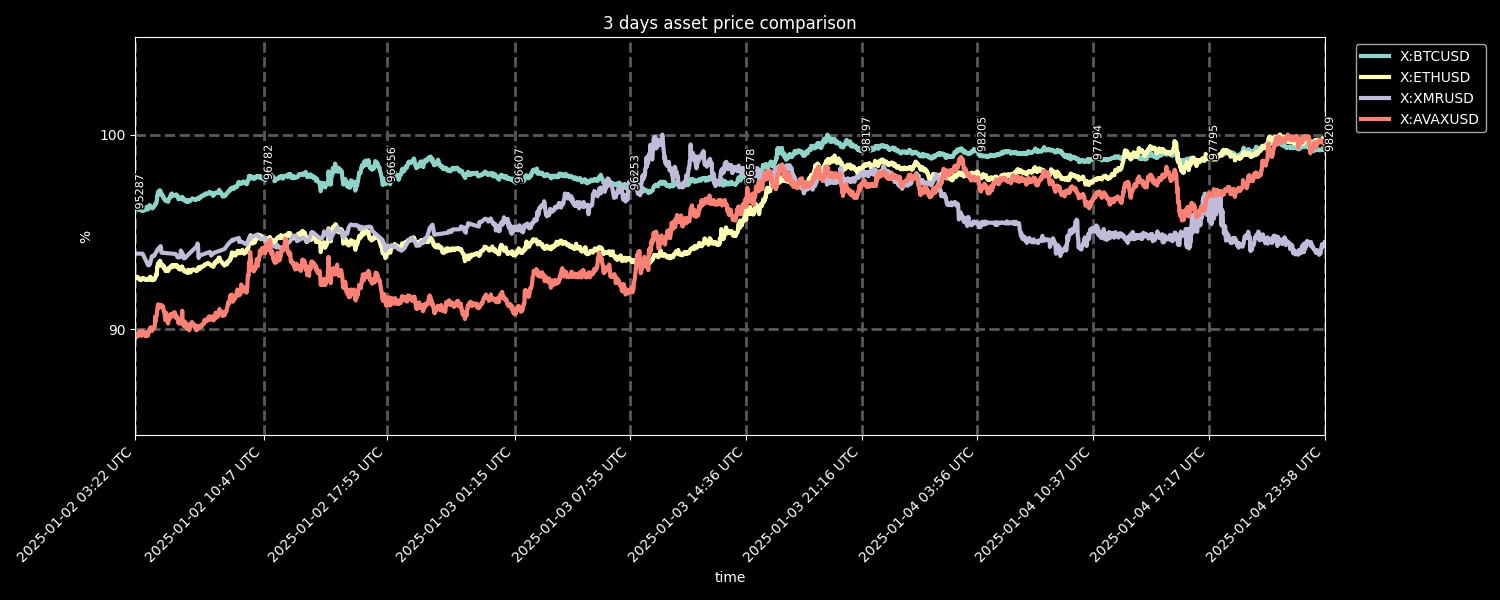 3 days asset price comparison
X:BTCUSD
X:ETHUSD
X:XMRUSD
X:AVAXUSD
100
90
%
95287
96782
96656
96607
96253
96578
98197
98205
97794
97795
98209
2025-01-02 03:22 UTC
2025-01-02 10:47 UTC
2025-01-02 17:53 UTC
2025-01-03 01:15 UTC
2025-01-03 07:55 UTC
2025-01-03 14:36 UTC
2025-01-03 21:16 UTC
2025-01-04 03:56 UTC
2025-01-04 10:37 UTC
2025-01-04 17:17 UTC
2025-01-04 23:58 UTC
time